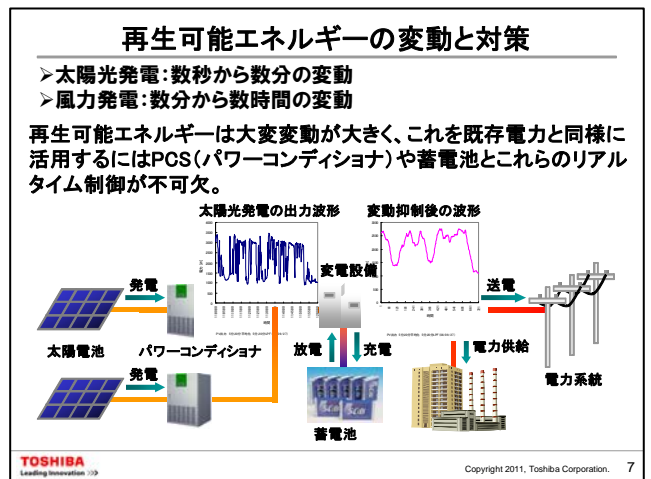 再生可能エネルギーの変動と対策
➢太陽光発電：数秒から数分の変動
➢風力発電：数分から数時間の変動
再生可能エネルギーは大変変動が大きく、これを既存電力と同様に
活用するにはPCS（パワーコンディショナ）や蓄電池とこれらのリアル
タイム制御が不可欠。
太陽光発電の出力波形
変動抑制後の波形
発電
変電設備
送電
太陽電池
パワーコンディショナ
放電
充電
電力供給
電力系統
発電
蓄電池
TOSHIBA
Leading Innovation >>>
Copyright 2011, Toshiba Corporation.
7